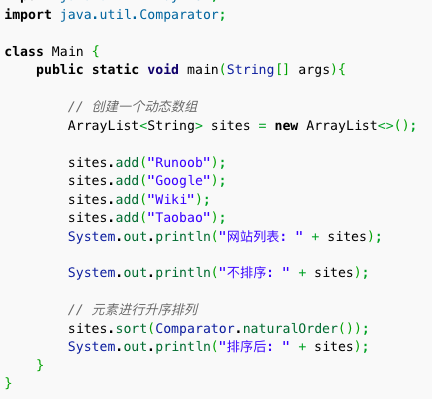 import java.util.Comparator;
class Main {
public static void main(String[] args){
// 创建一个动态数组
ArrayList<String> sites = new ArrayList<>();
sites.add("Runoob");
sites.add("Google");
sites.add("Wiki");
sites.add("Taobao");
System.out.println("网站列表: " + sites);
System.out.println("不排序: " + sites);
// 元素进行升序排列
sites.sort(Comparator.naturalOrder());
System.out.println("排序后: " + sites);
}
}